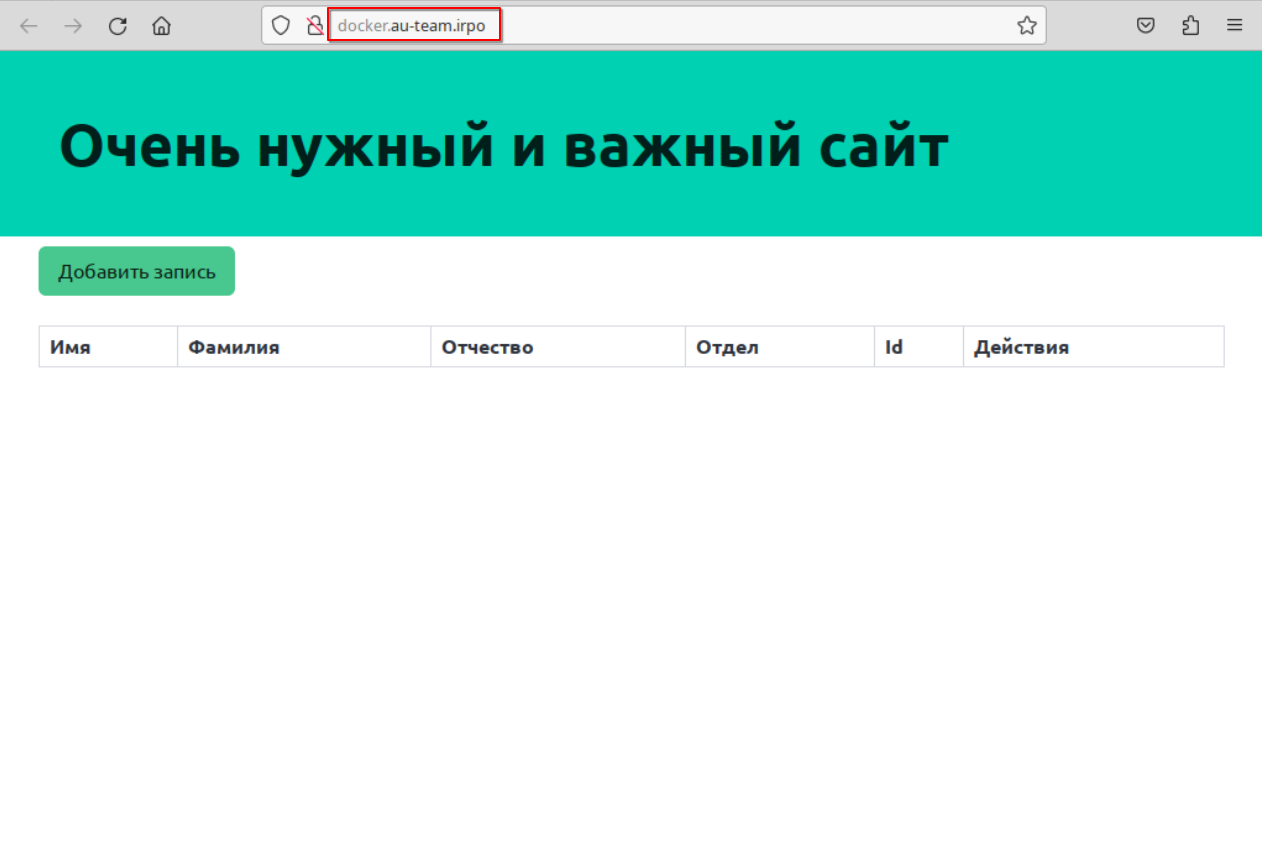 docker.au-team.irpo
Очень нужный и важный сайт
Добавить запись
Имя Фамилия Отчество Отдел Id Действия